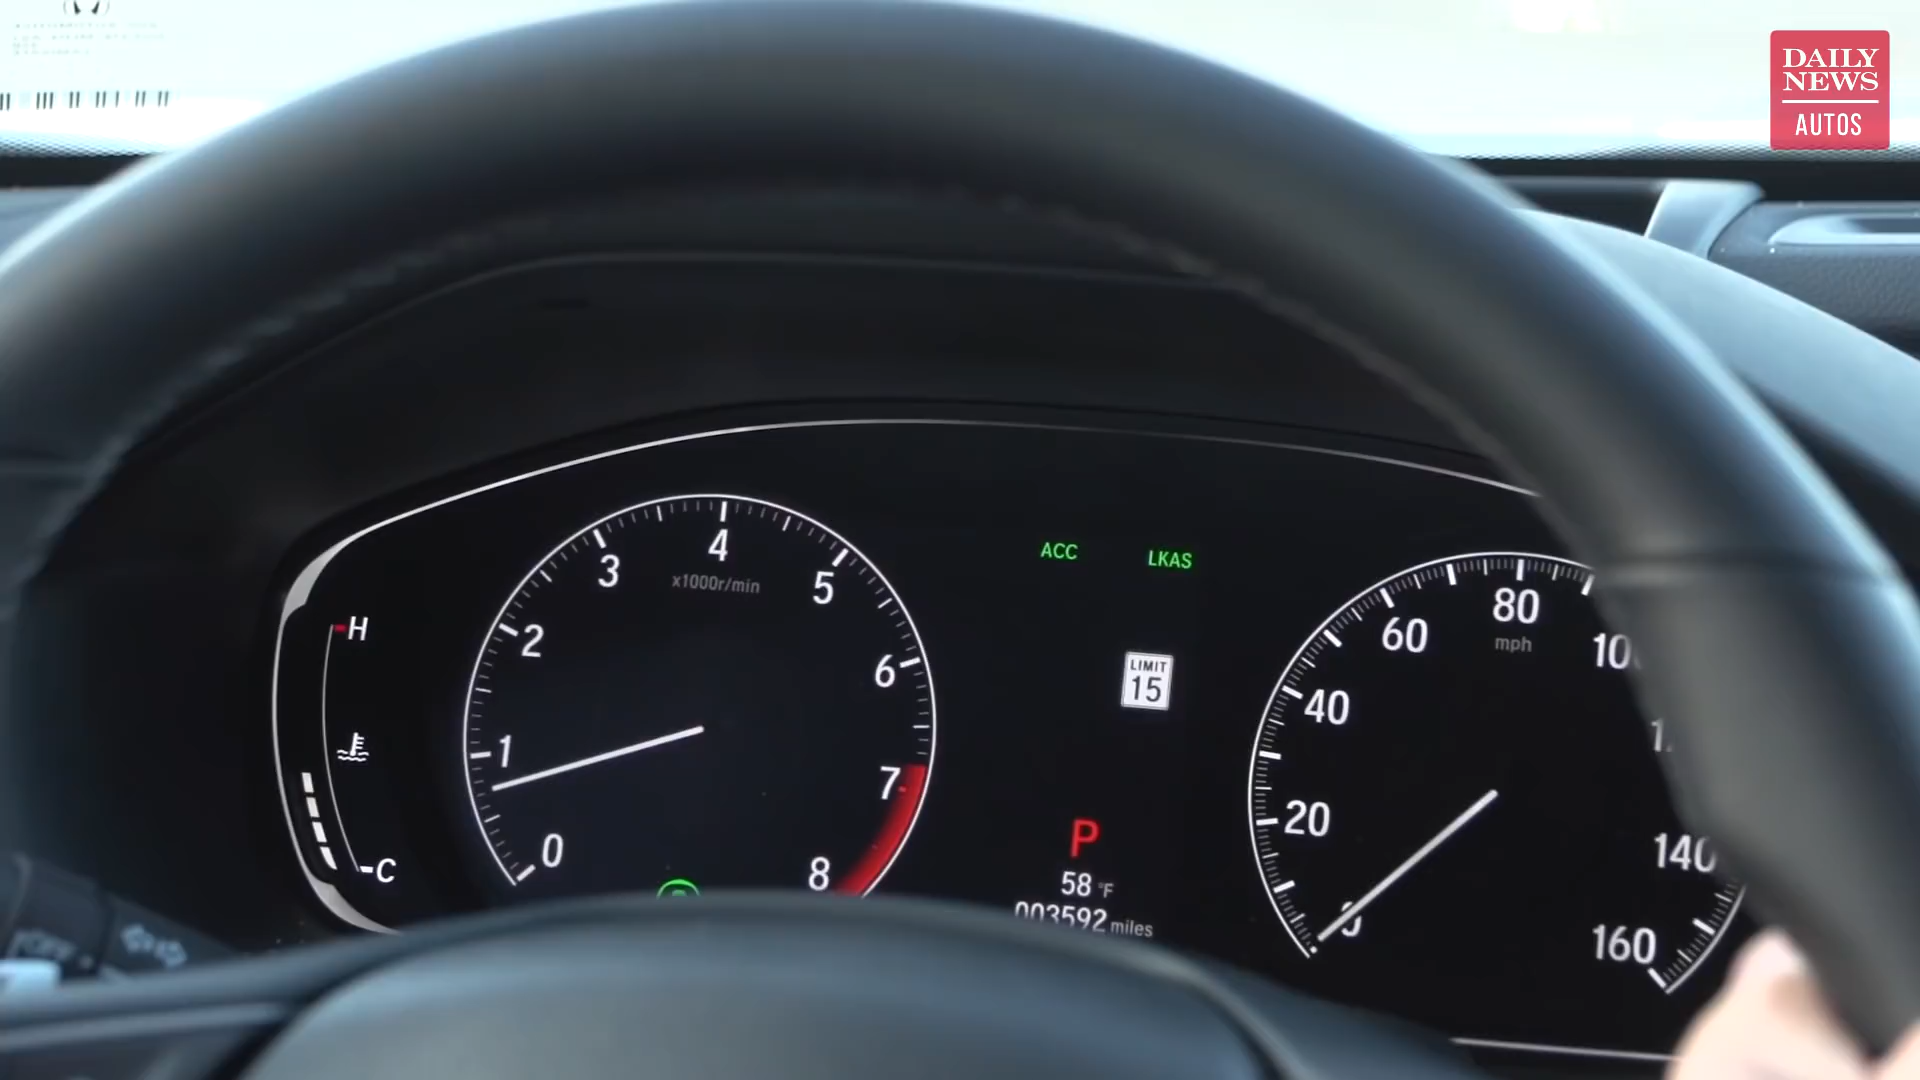 DAILY
NEWS
AUTOS
4
3
5
x1000r/min
2
6
1
7
0
8
H
C
ACC
LKAS
LIMIT
15
P
58 °F
003592 miles
80
mph
60
40
20
140
160